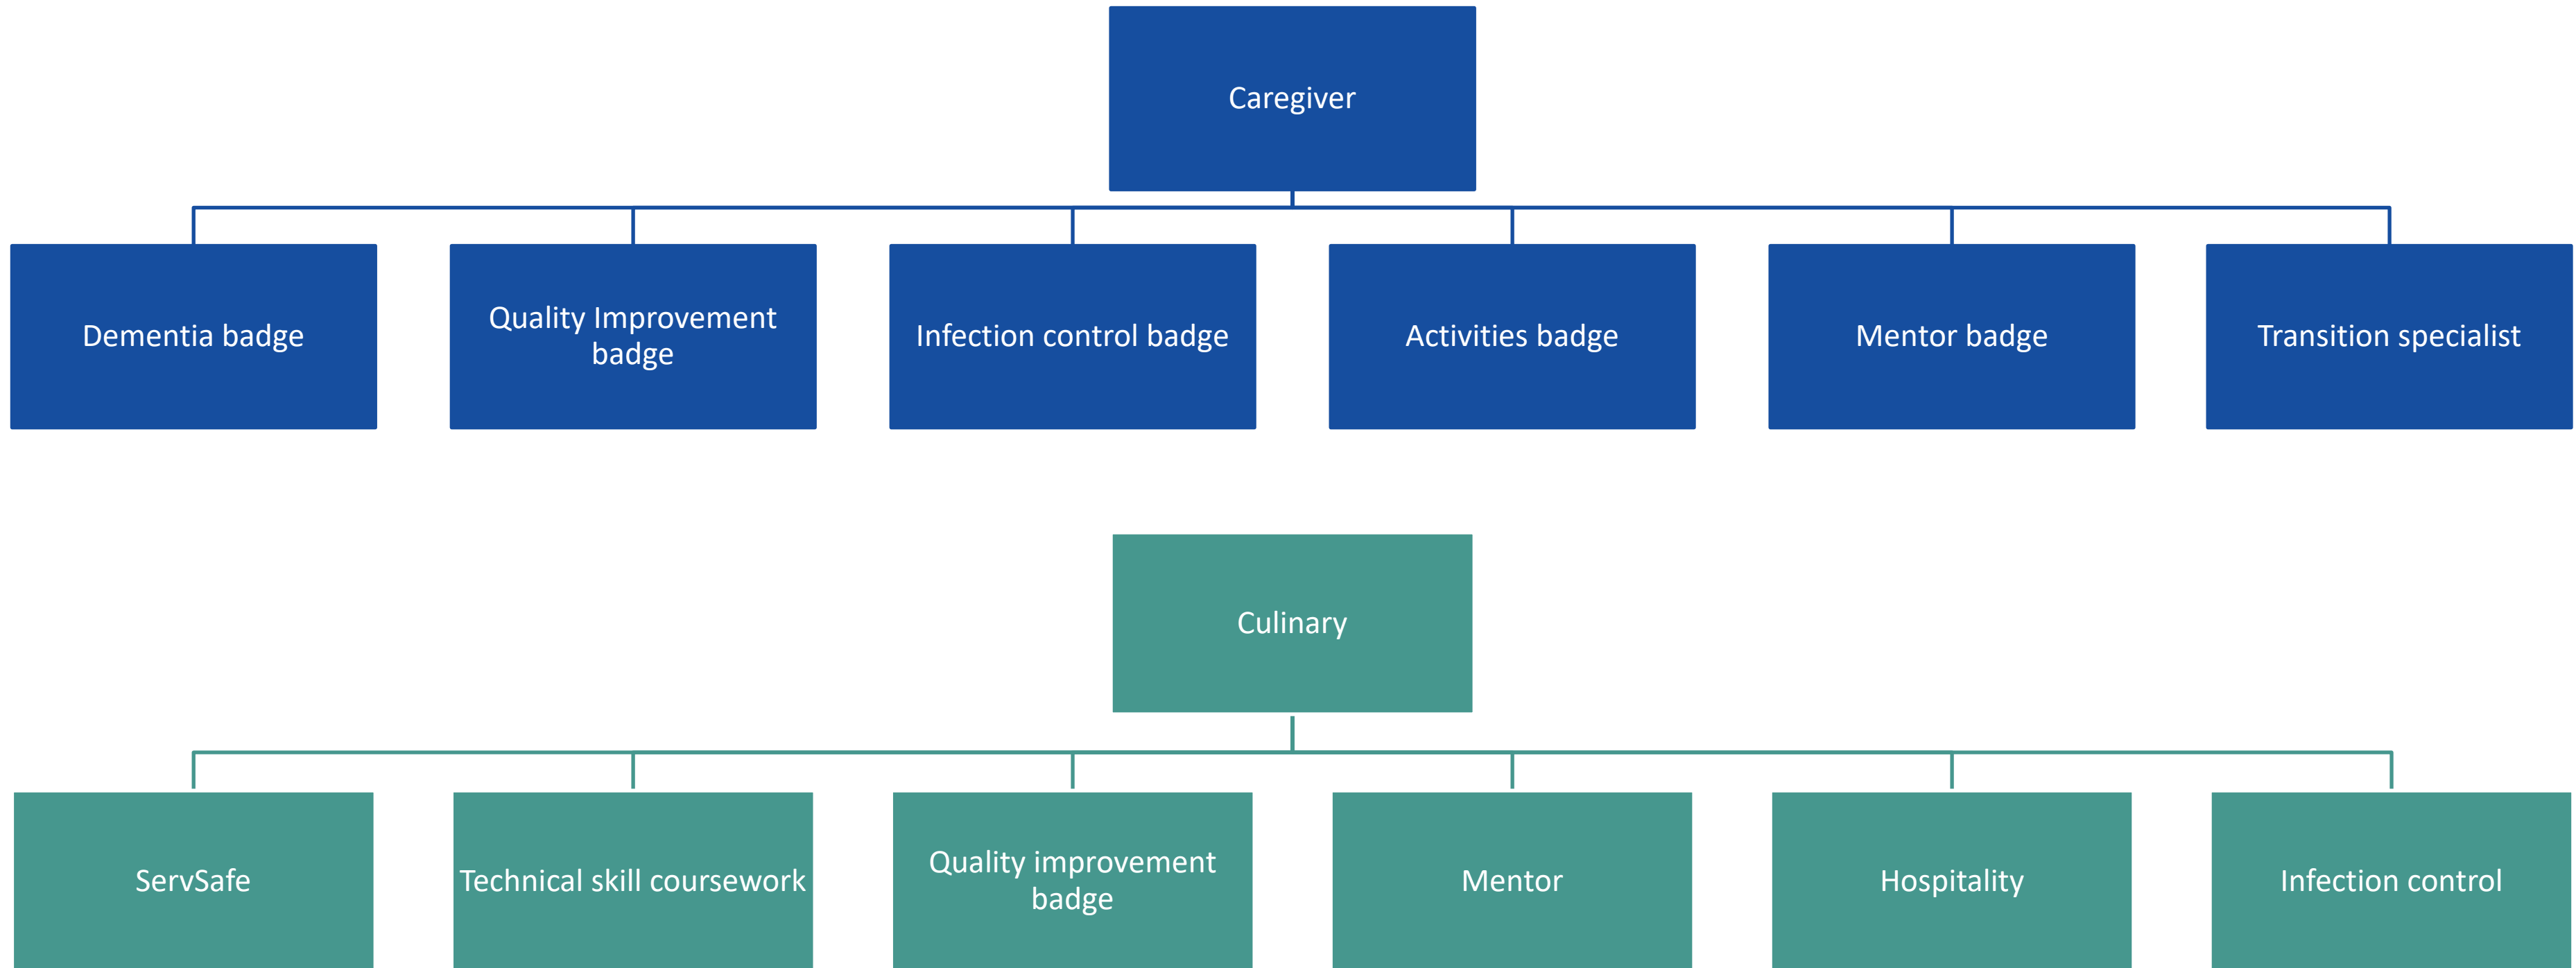 Caregiver
Dementia badge
Quality Improvement
badge
Infection control badge
Activities badge
Mentor badge
Transition specialist
Culinary
ServSafe
Technical skill coursework
Quality improvement
badge
Mentor
Hospitality
Infection control